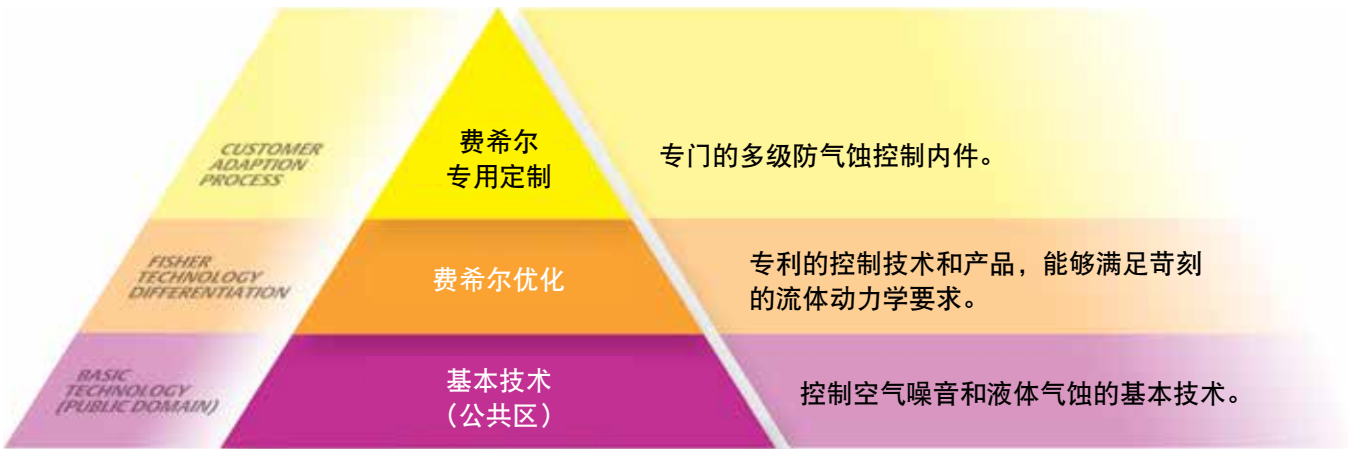 CUSTOMER
ADAPTION
PROCESS
费希尔
专用定制
专门的多级防气蚀控制内件。
FISHER
TECHNOLOGY
DIFFERENTIATION
费希尔优化
专利的控制技术和产品，能够满足苛刻
的流体动力学要求。
BASIC
TECHNOLOGY
(PUBLIC DOMAIN)
基本技术
（公共区）
控制空气噪音和液体气蚀的基本技术。